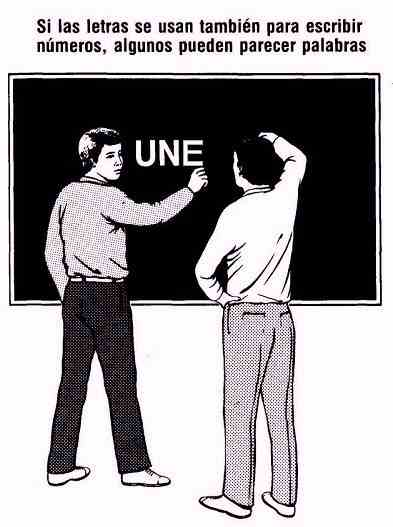 Si las letras se usan también para escribir
números, algunos pueden parecer palabras
UNE